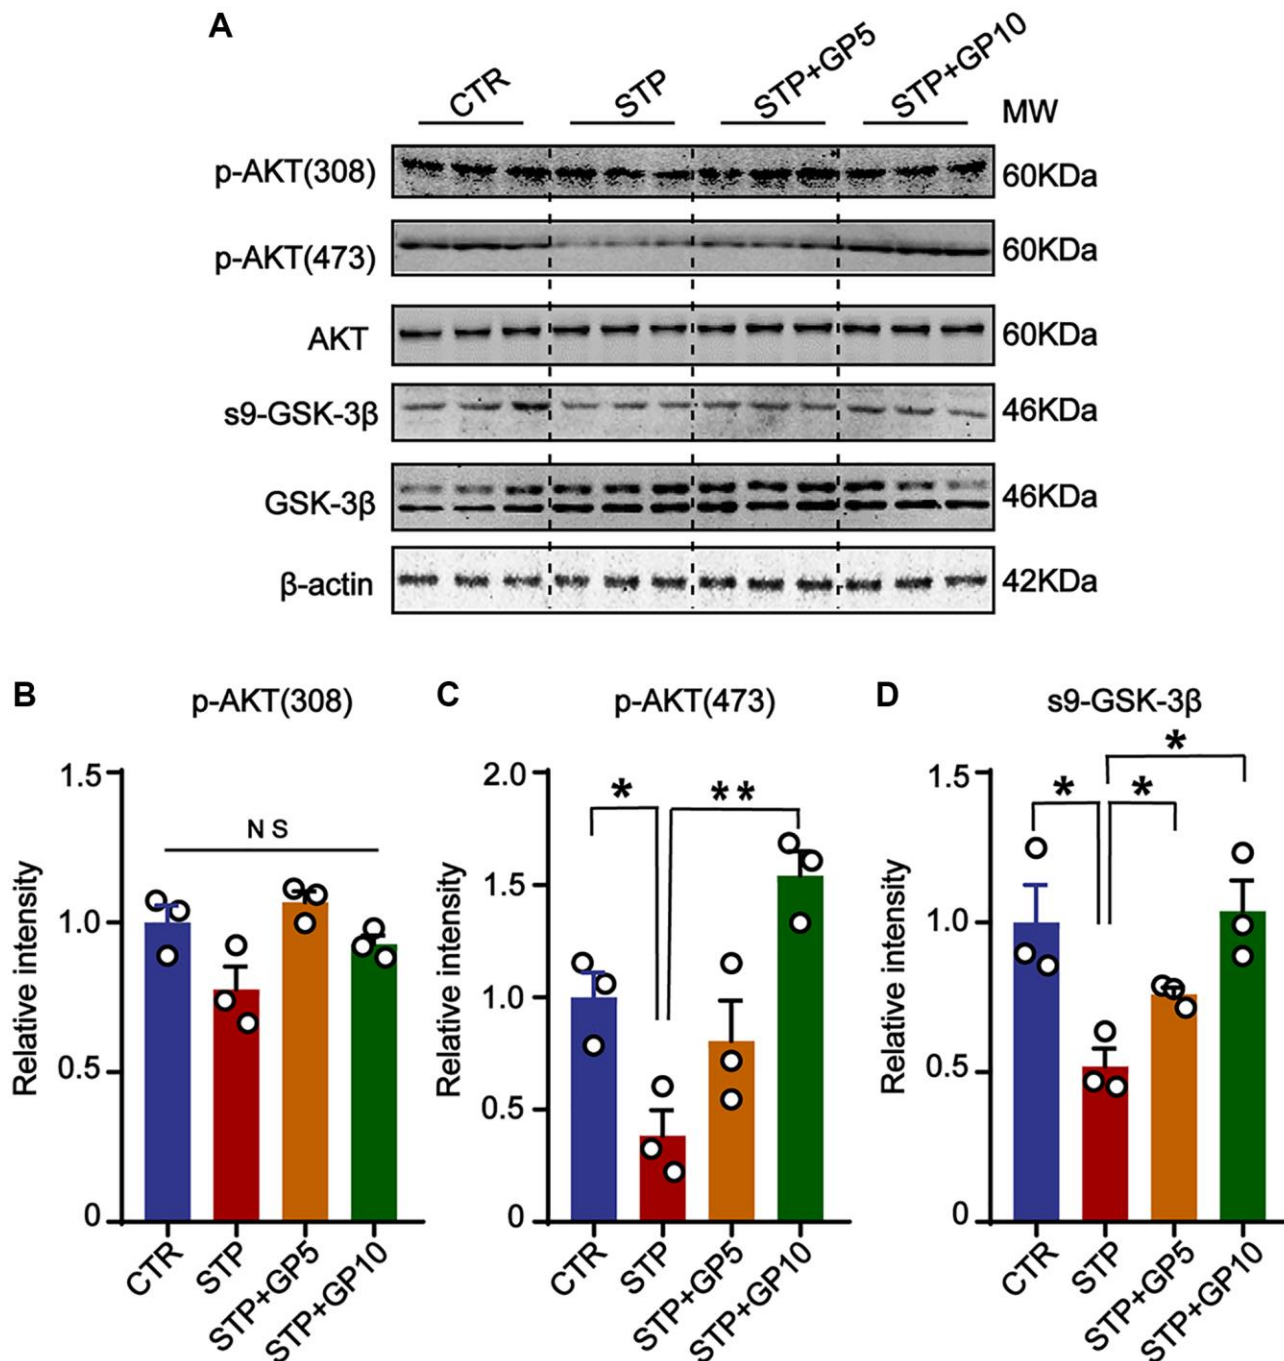 A
CTR STP STP+GP5 STP+GP10 MW
p-AKT(308) 60KDa
p-AKT(473) 60KDa
AKT 60KDa
s9-GSK-3β 46KDa
GSK-3β 46KDa
β-actin 42KDa
B p-AKT(308)
Relative intensity
1.5
1.0
0.5
0
N S
CTR STP STP+GP5 STP+GP10
C p-AKT(473)
Relative intensity
2.0
1.5
1.0
0.5
0
* **
CTR STP STP+GP5 STP+GP10
D s9-GSK-3β
Relative intensity
1.5
1.0
0.5
0
*
* *
CTR STP STP+GP5 STP+GP10